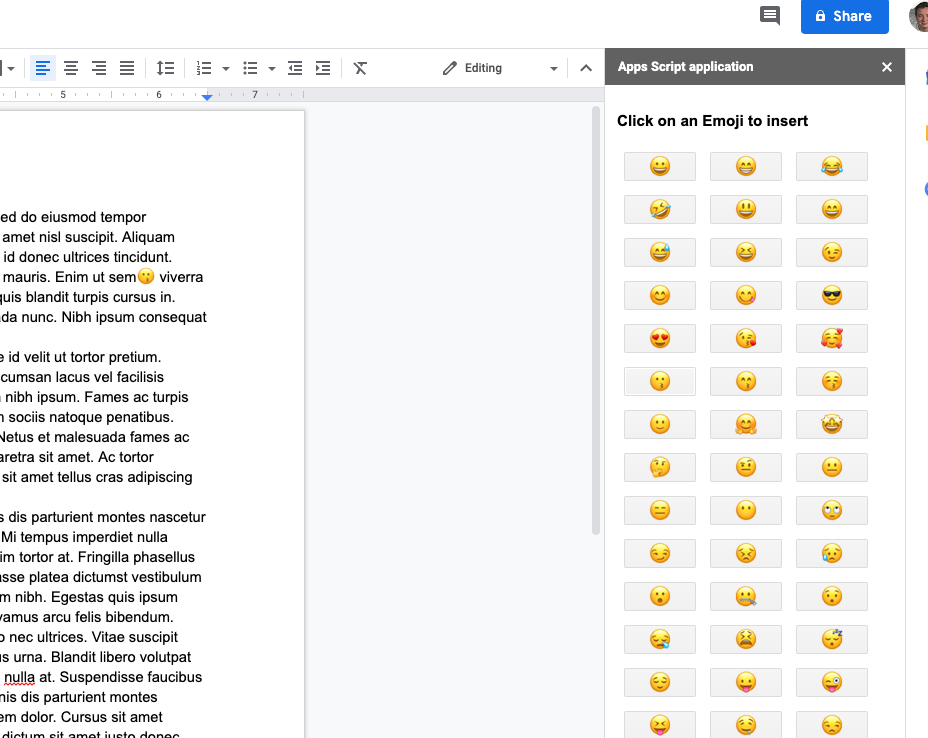 Share
Editing
Apps Script application
5 6 7
Click on an Emoji to insert
ed do eiusmod tempor
amet nisl suscipit. Aliquam
id donec ultrices tincidunt.
mauris. Enim ut sem😗 viverra
quis blandit turpis cursus in.
da nunc. Nibh ipsum consequat
e id velit ut tortor pretium.
cumsan lacus vel facilisis
nibh ipsum. Fames ac turpis
n sociis natoque penatibus.
Netus et malesuada fames ac
aretra sit amet. Ac tortor
sit amet tellus cras adipiscing
s dis parturient montes nascetur
Mi tempus imperdiet nulla
im tortor at. Fringilla phasellus
asse platea dictumst vestibulum
m nibh. Egestas quis ipsum
vamus arcu felis bibendum.
o nec ultrices. Vitae suscipit
us urna. Blandit libero volutpat
nulla at. Suspendisse faucibus
nis dis parturient montes
em dolor. Cursus sit amet
dictum sit amet justo donec